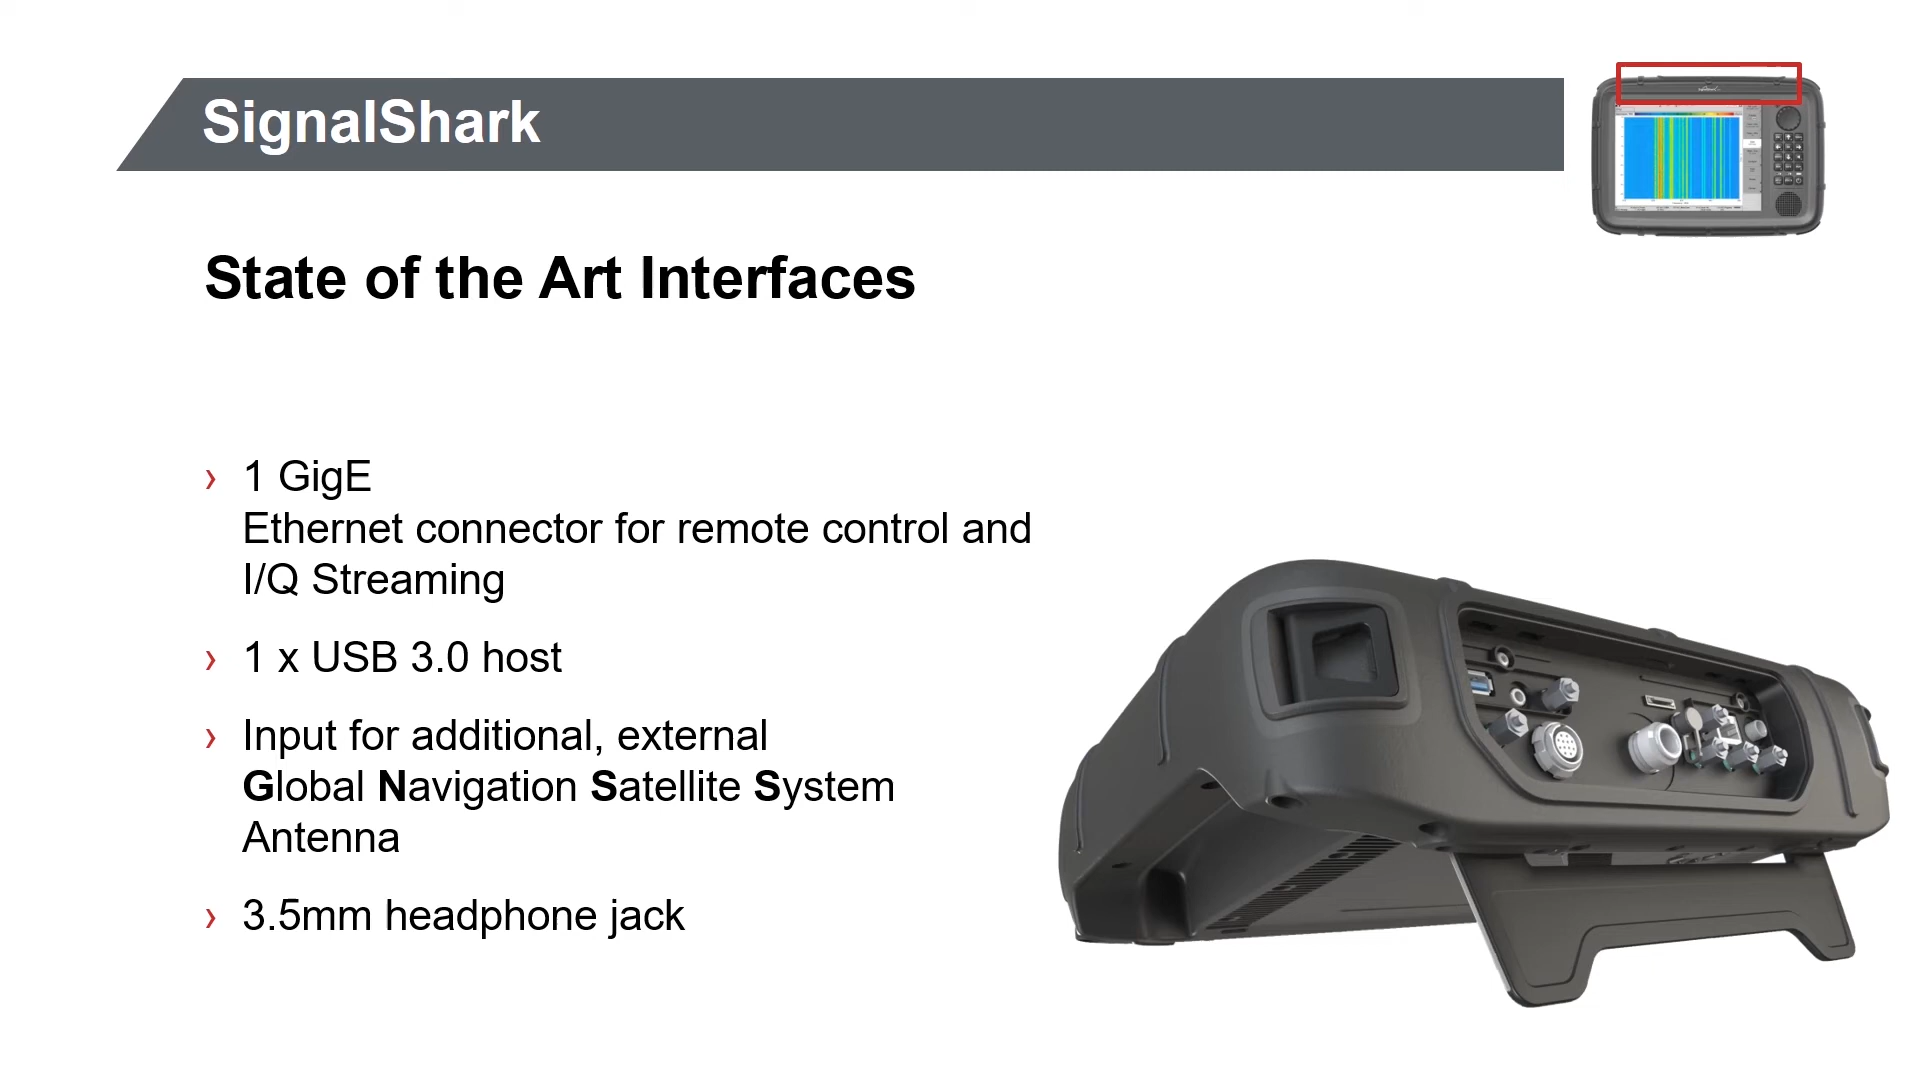 SignalShark
State of the Art Interfaces
› 1 GigE
Ethernet connector for remote control and
I/Q Streaming
› 1 x USB 3.0 host
› Input for additional, external
Global Navigation Satellite System
Antenna
› 3.5mm headphone jack